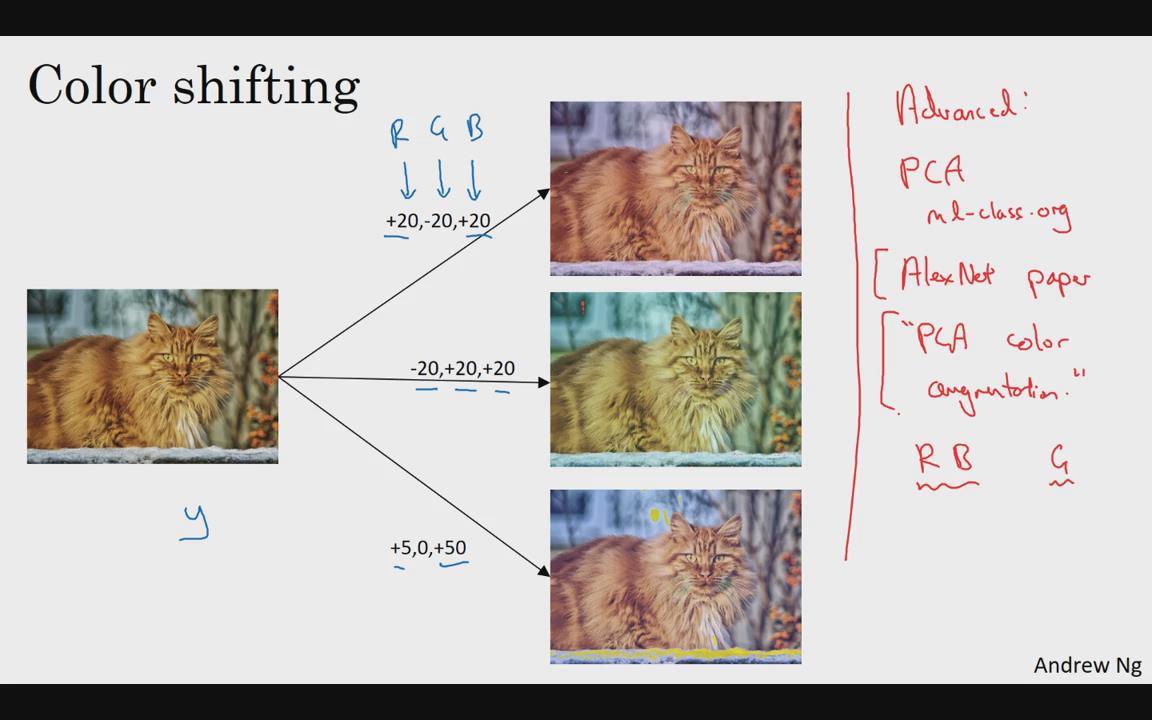 Color shifting
R G B
+20,-20,+20
-20,+20,+20
+5,0,+50
y
Advanced:
PCA
ml-class.org
AlexNet paper
"PCA color
augmentation."
R B G
Andrew Ng